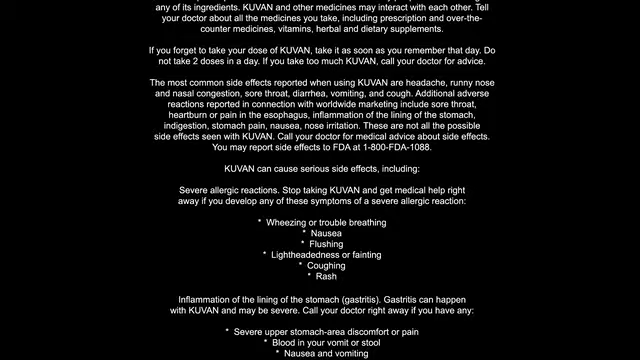 any of its ingredients. KUVAN and other medicines may interact with each other. Tell
your doctor about all the medicines you take, including prescription and over-the-
counter medicines, vitamins, herbal and dietary supplements.
If you forget to take your dose of KUVAN, take it as soon as you remember that day. Do
not take 2 doses in a day. If you take too much KUVAN, call your doctor for advice.
The most common side effects reported when using KUVAN are headache, runny nose
and nasal congestion, sore throat, diarrhea, vomiting, and cough. Additional adverse
reactions reported in connection with worldwide marketing include sore throat,
heartburn or pain in the esophagus, inflammation of the lining of the stomach,
indigestion, stomach pain, nausea, nose irritation. These are not all the possible
side effects seen with KUVAN. Call your doctor for medical advice about side effects.
You may report side effects to FDA at 1-800-FDA-1088.
KUVAN can cause serious side effects, including:
Severe allergic reactions. Stop taking KUVAN and get medical help right
away if you develop any of these symptoms of a severe allergic reaction:
* Wheezing or trouble breathing
* Nausea
* Flushing
* Lightheadedness or fainting
* Coughing
* Rash
Inflammation of the lining of the stomach (gastritis). Gastritis can happen
with KUVAN and may be severe. Call your doctor right away if you have any:
* Severe upper stomach-area discomfort or pain
* Blood in your vomit or stool
* Nausea and vomiting